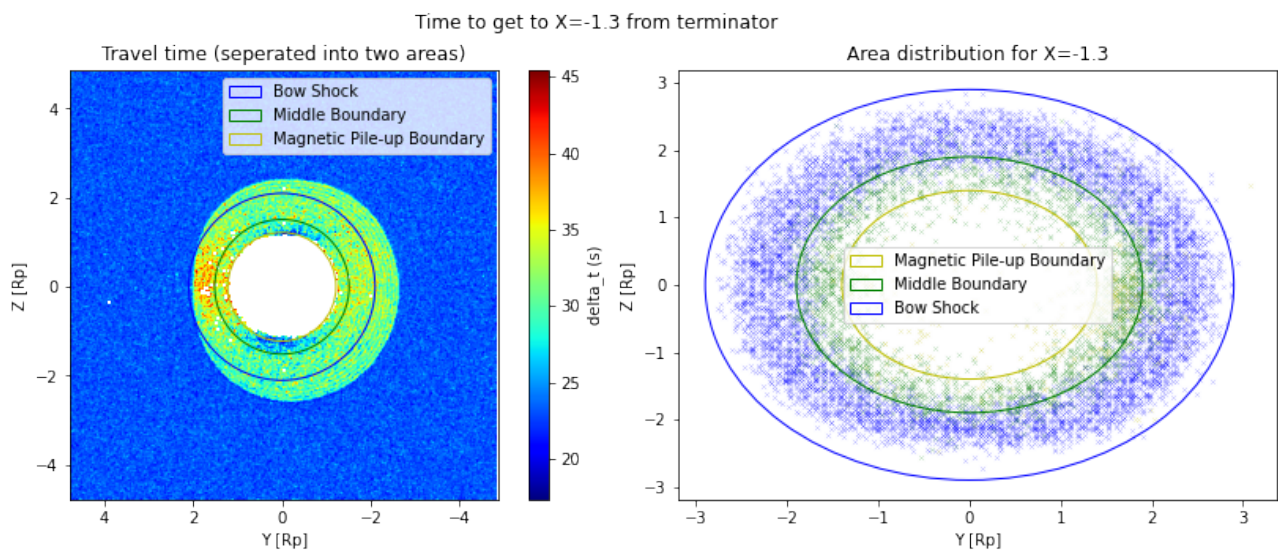 Time to get to X=-1.3 from terminator
Travel time (seperated into two areas)
Bow Shock
Middle Boundary
Magnetic Pile-up Boundary
4
2
0
−2
−4
Z [Rp]
4
2
0
−2
−4
Y [Rp]
45
40
35
30
25
20
delta_t (s)
Area distribution for X=-1.3
3
2
1
0
−1
−2
−3
Z [Rp]
Magnetic Pile-up Boundary
Middle Boundary
Bow Shock
−3
−2
−1
0
1
2
3
Y [Rp]